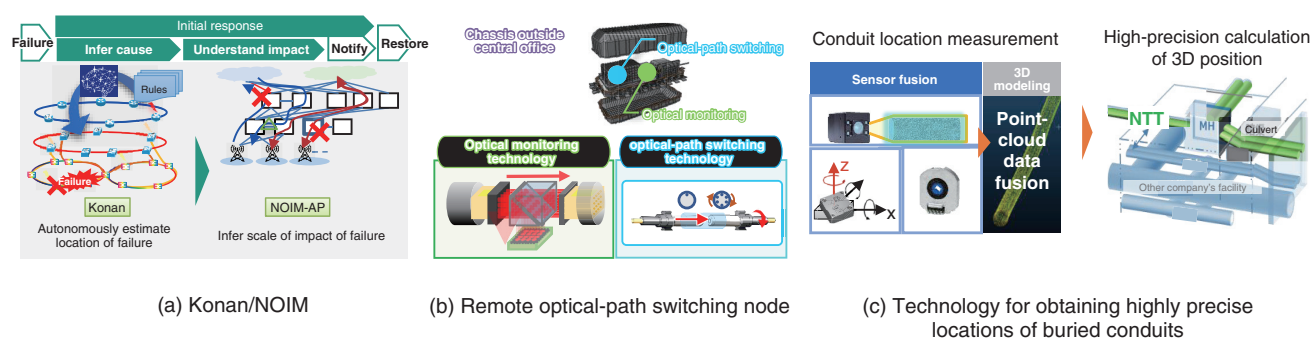 Initial response
Failure
Infer cause
Understand impact
Notify
Restore
Rules
Failure
Konan
NOIM-AP
Autonomously estimate
location of failure
Infer scale of impact of failure
(a) Konan/NOIM
Chassis outside
central office
Optical-path switching
Optical monitoring
Optical monitoring
technology
optical-path switching
technology
(b) Remote optical-path switching node
Conduit location measurement
Sensor fusion
3D
modeling
Point-
cloud
data
fusion
Z
X
High-precision calculation
of 3D position
NTT
MH
Culvert
Other company's facility
(c) Technology for obtaining highly precise
locations of buried conduits